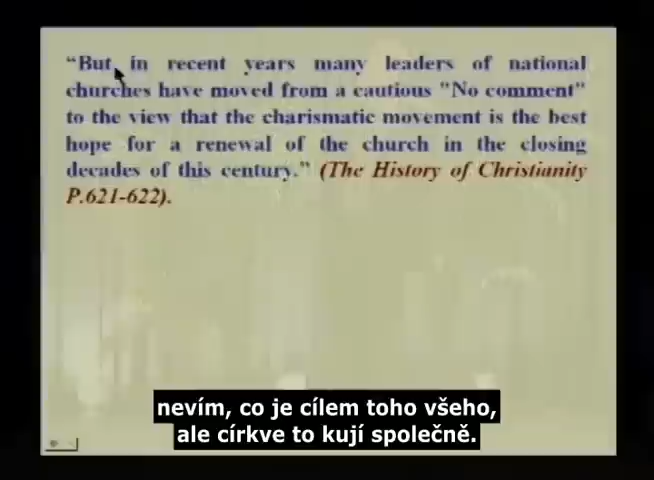 “But in recent years many leaders of national
churches have moved from a cautious "No comment"
to the view that the charismatic movement is the best
hope for a renewal of the church in the closing
decades of this century.” (The History of Christianity
P.621-622).
nevím, co je cílem toho všeho,
ale církve to kují společně.